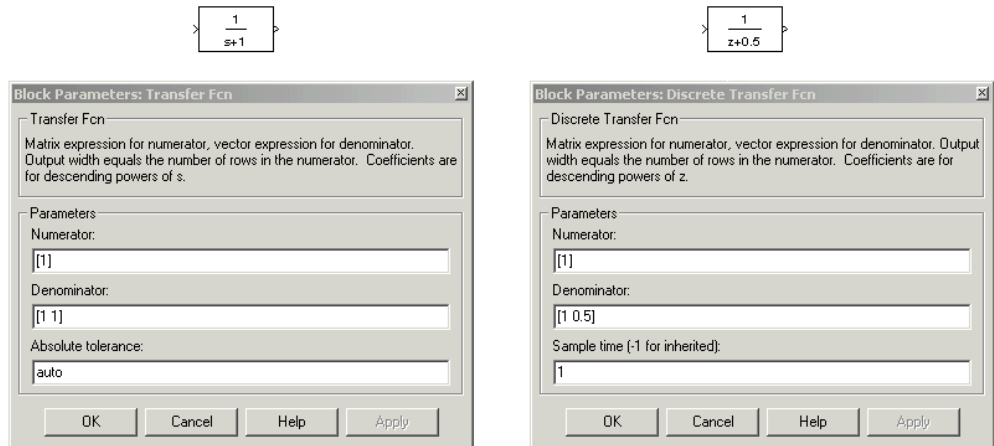 1
s+1
1
z+0.5
Block Parameters: Transfer Fcn
Transfer Fcn
Matrix expression for numerator, vector expression for denominator.
Output width equals the number of rows in the numerator.  Coefficients are
for descending powers of s.
Parameters
Numerator:
[1]
Denominator:
[1 1]
Absolute tolerance:
auto
OK
Cancel
Help
Apply
Block Parameters: Discrete Transfer Fcn
Discrete Transfer Fcn
Matrix expression for numerator, vector expression for denominator. Output
width equals the number of rows in the numerator.  Coefficients are for
descending powers of z.
Parameters
Numerator:
[1]
Denominator:
[1 0.5]
Sample time (-1 for inherited):
1
OK
Cancel
Help
Apply